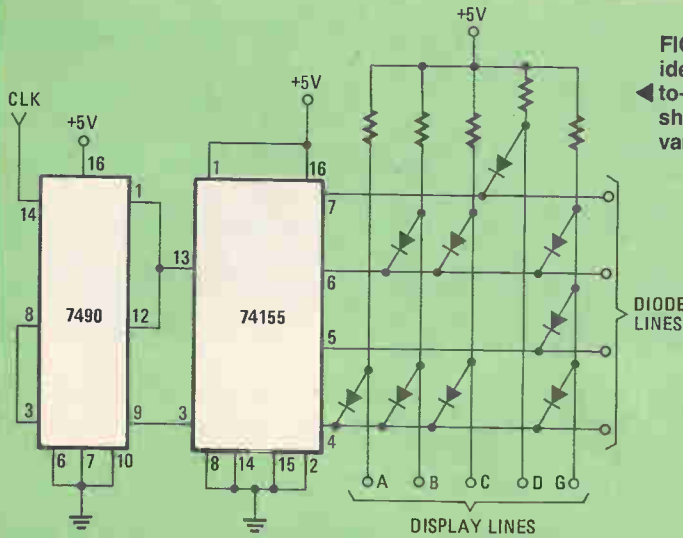 +5V
FIG
ide
to-
sh
va
CLK
+5V
+5V
16
1
16
14
1
7
13
6
8
7490
12
74155
5
DIODE
LINES
3
9
3
4
6
7
10
8
14
15
2
A
B
C
D
G
DISPLAY LINES